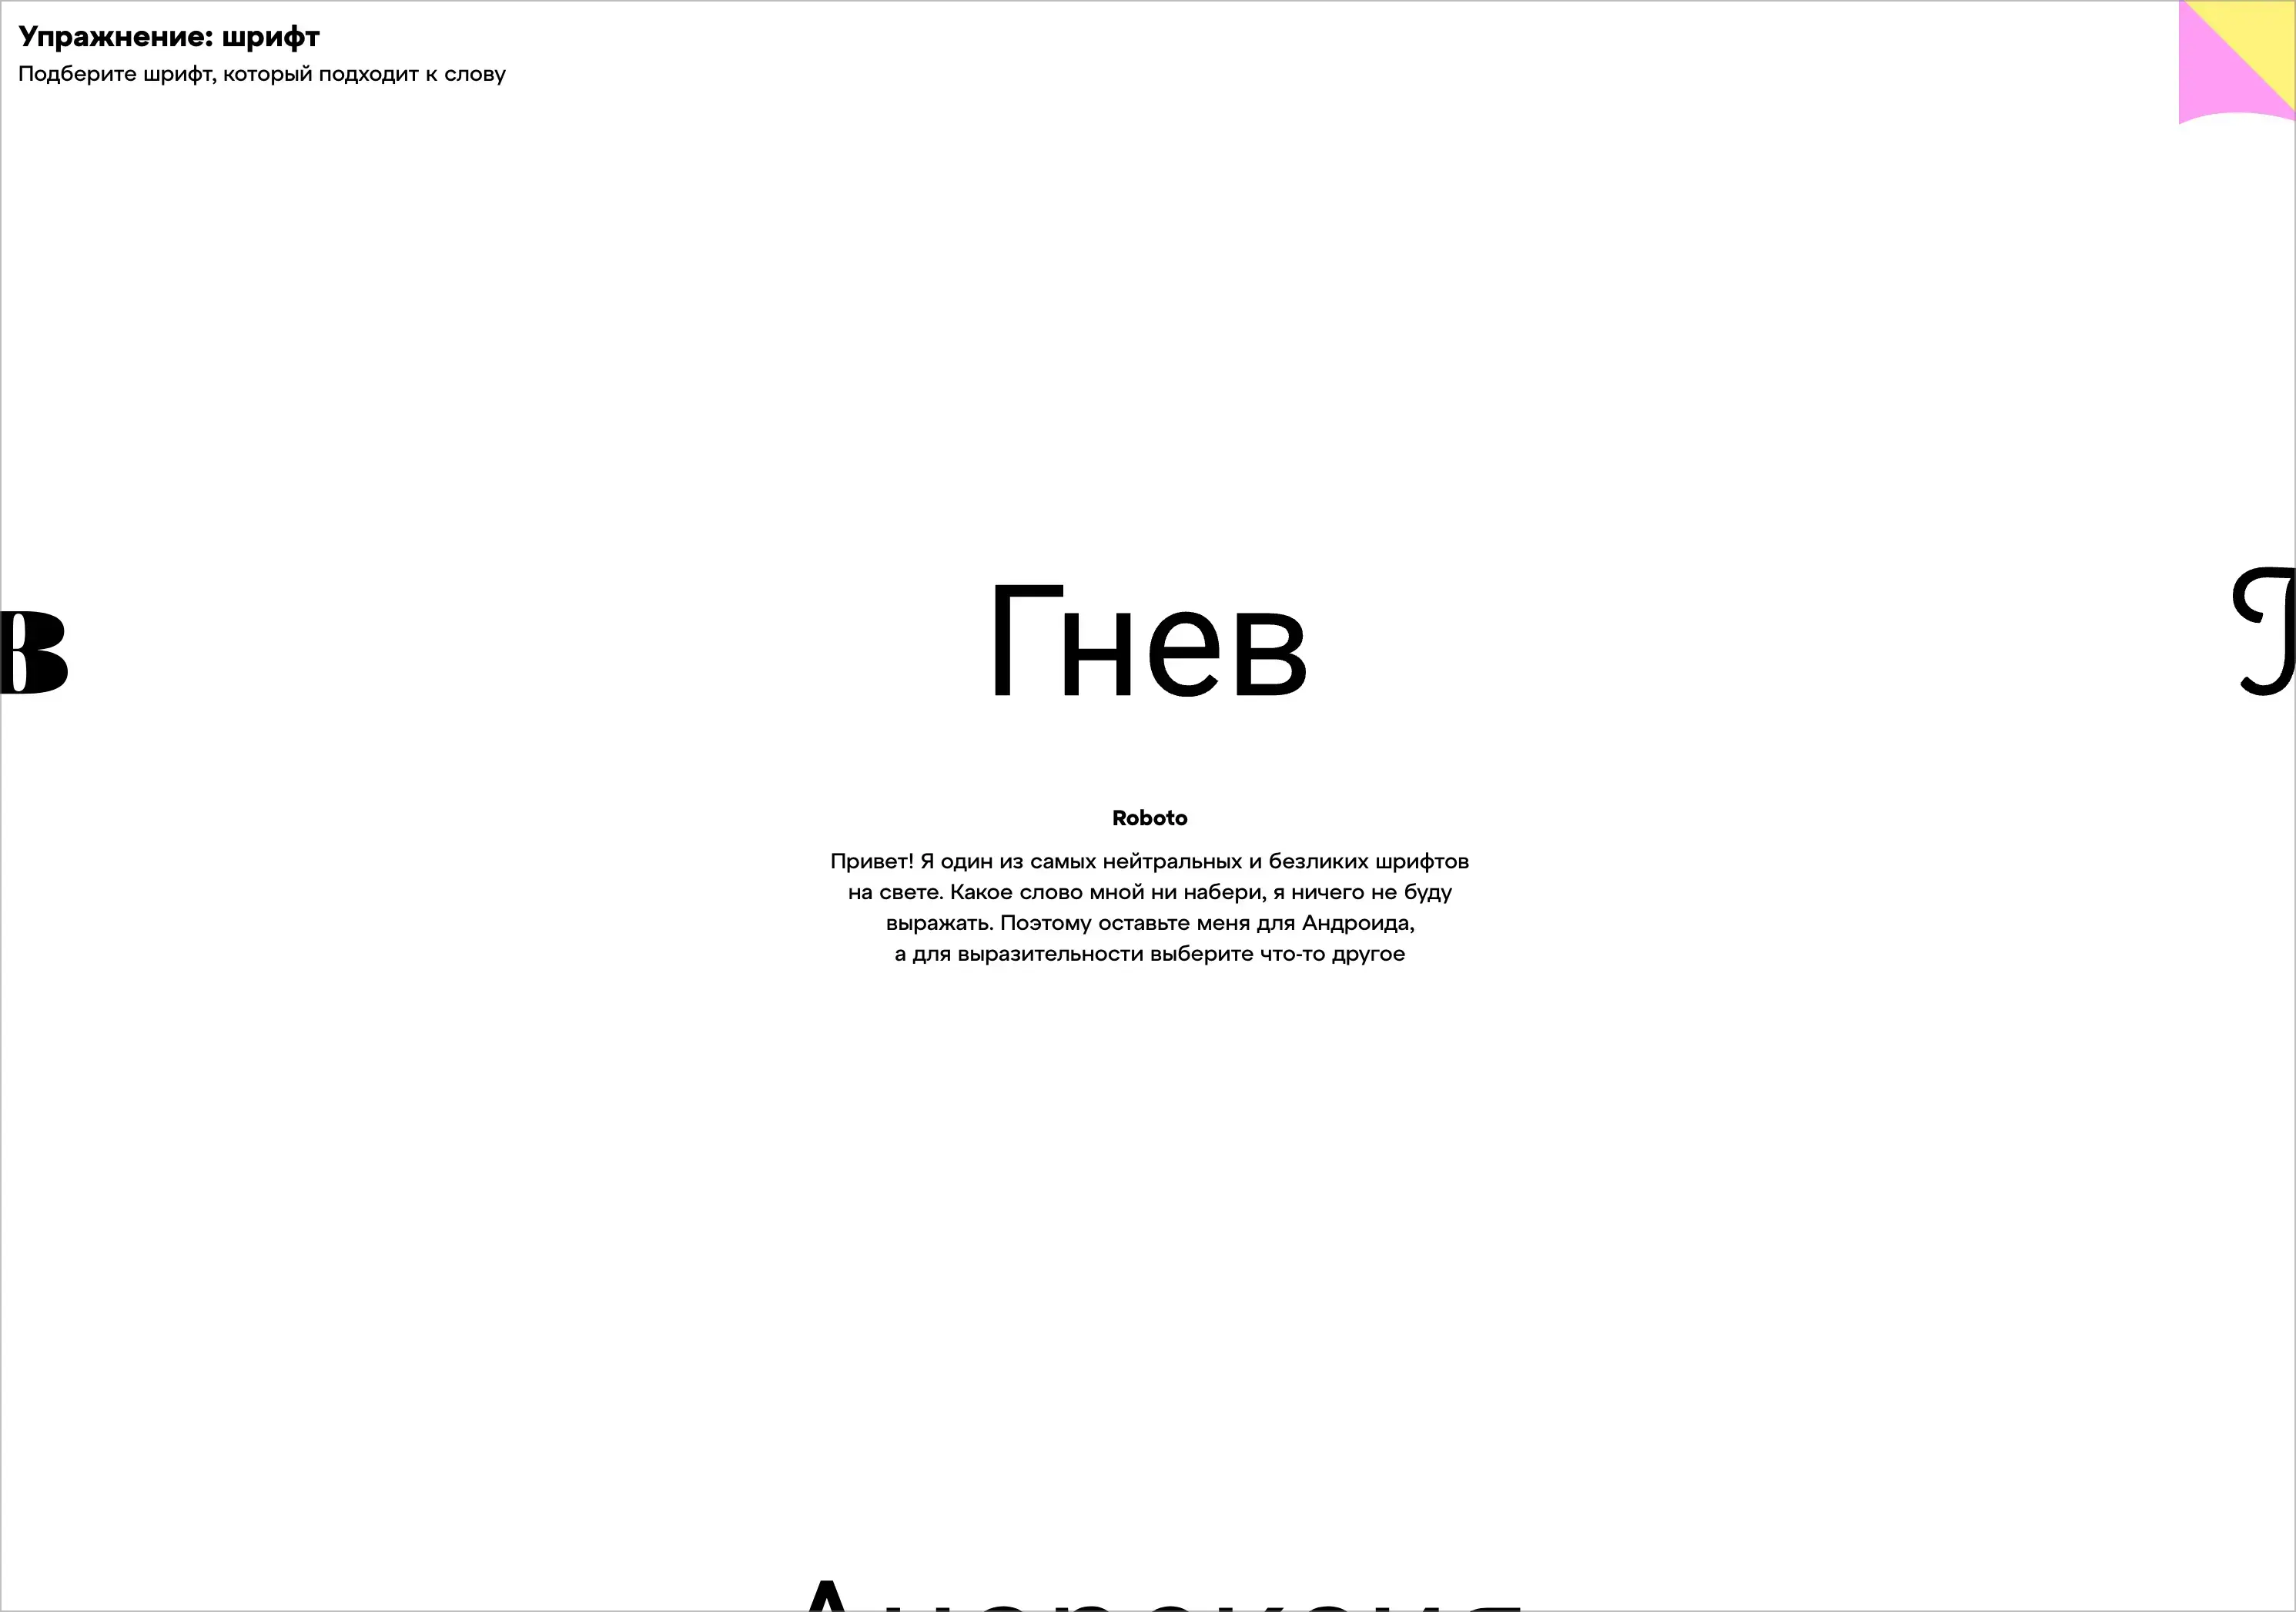 Упражнение: шрифт
Подберите шрифт, который подходит к слову
в
Гнев
Roboto
Привет! Я один из самых нейтральных и безликих шрифтов
на свете. Какое слово мной ни набери, я ничего не буду
выражать. Поэтому оставьте меня для Андроида,
а для выразительности выберите что-то другое